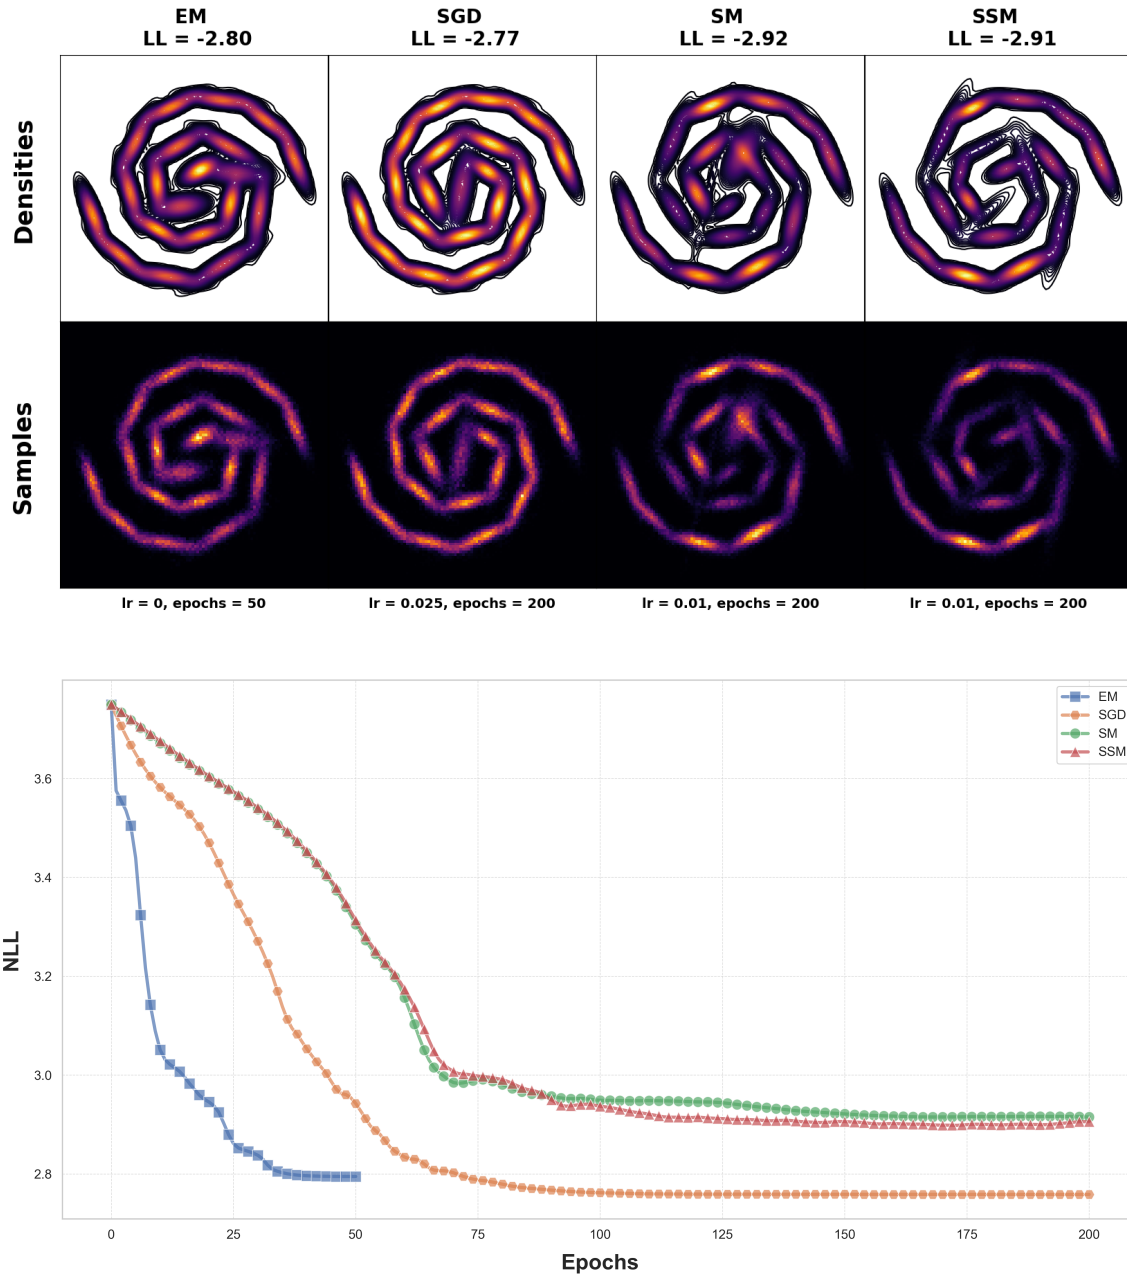 EM
LL = -2.80
SGD
LL = -2.77
SM
LL = -2.92
SSM
LL = -2.91
Densities
Samples
lr = 0, epochs = 50
lr = 0.025, epochs = 200
lr = 0.01, epochs = 200
lr = 0.01, epochs = 200
EM
SGD
SM
SSM
3.6
3.4
3.2
3.0
2.8
NLL
0
25
50
75
100
125
150
175
200
Epochs